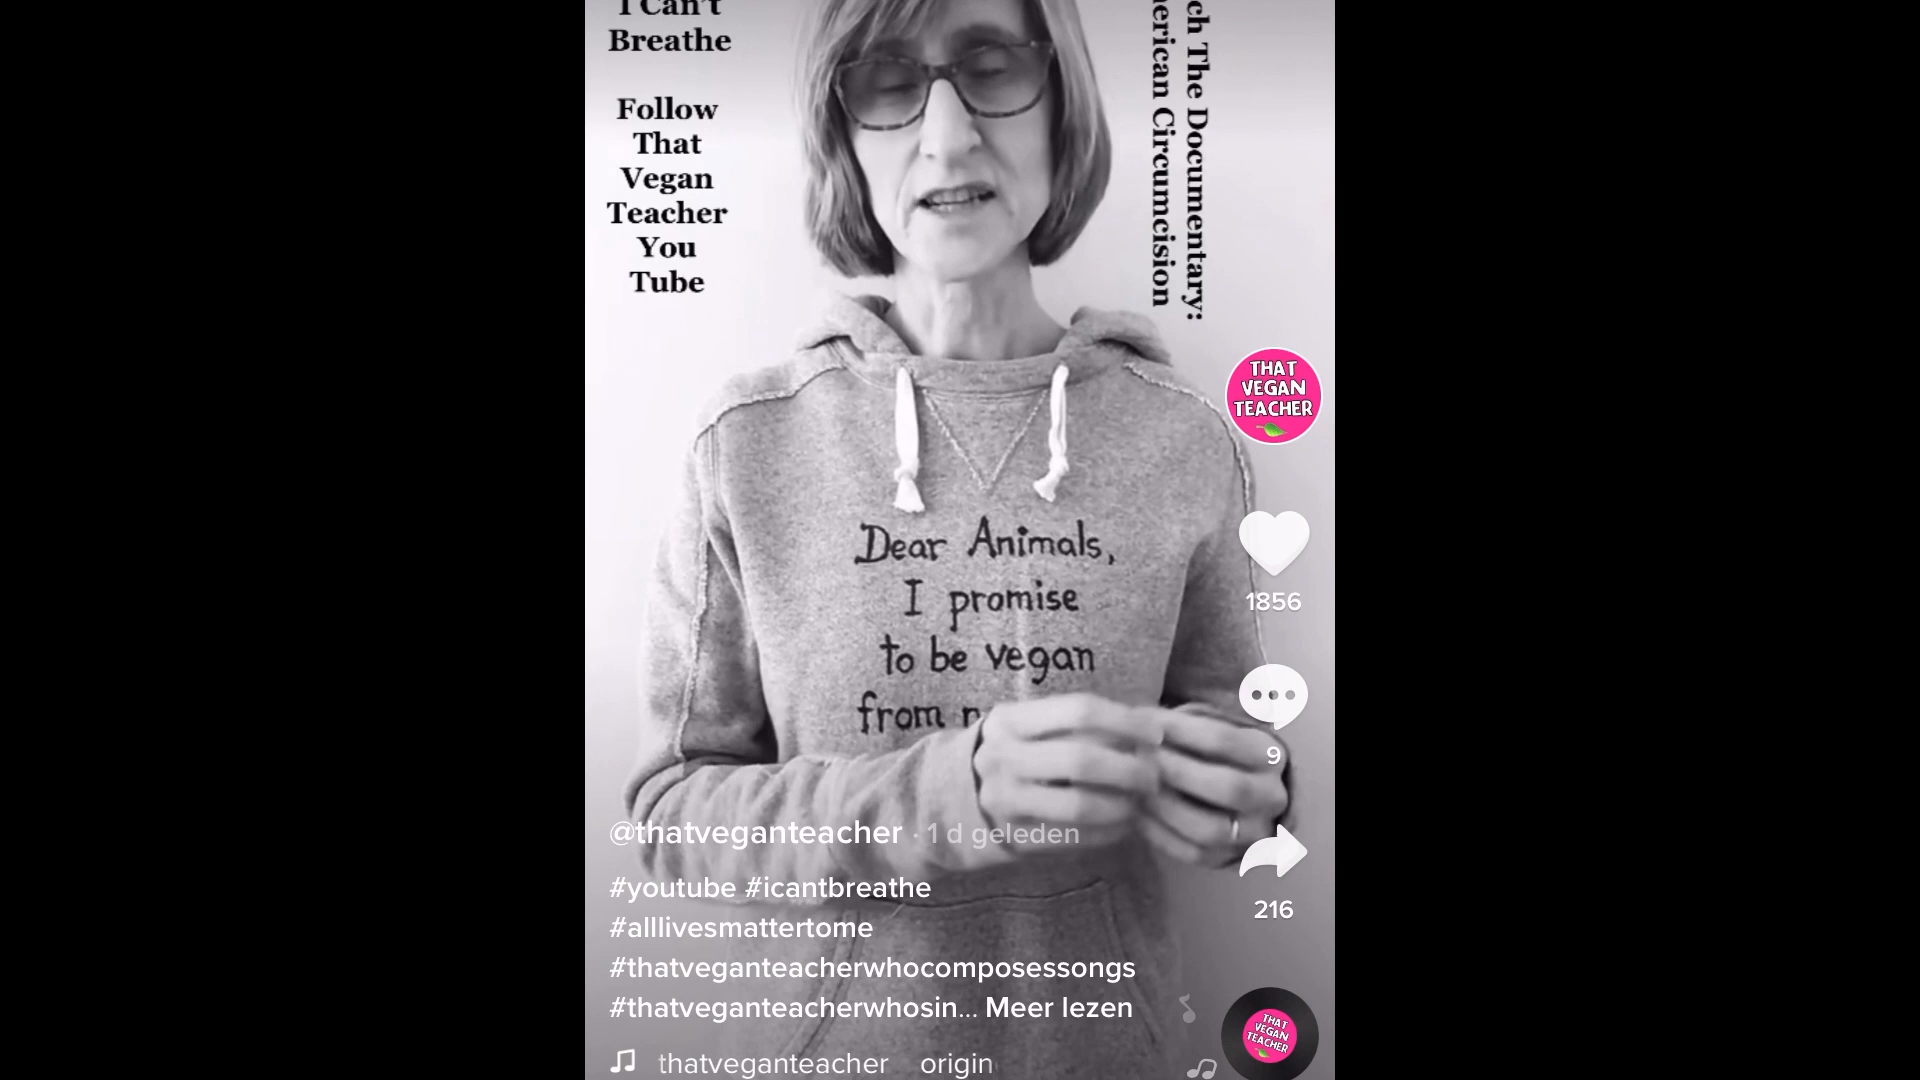 I Can't
Breathe
Follow
That
Vegan
Teacher
You
Tube
The Documentary:
Circumcision
THAT
VEGAN
TEACHER
Dear Animals,
I promise
to be vegan
from
1856
9
@thatveganteacher · 1 d geleden
#youtube #icantbreathe
#alllivesmattertome
#thatveganteacherwhocomposessongs
#thatveganteacherwhosin... Meer lezen
216
thatveganteacher origin
THAT
VEGAN
TEACHER